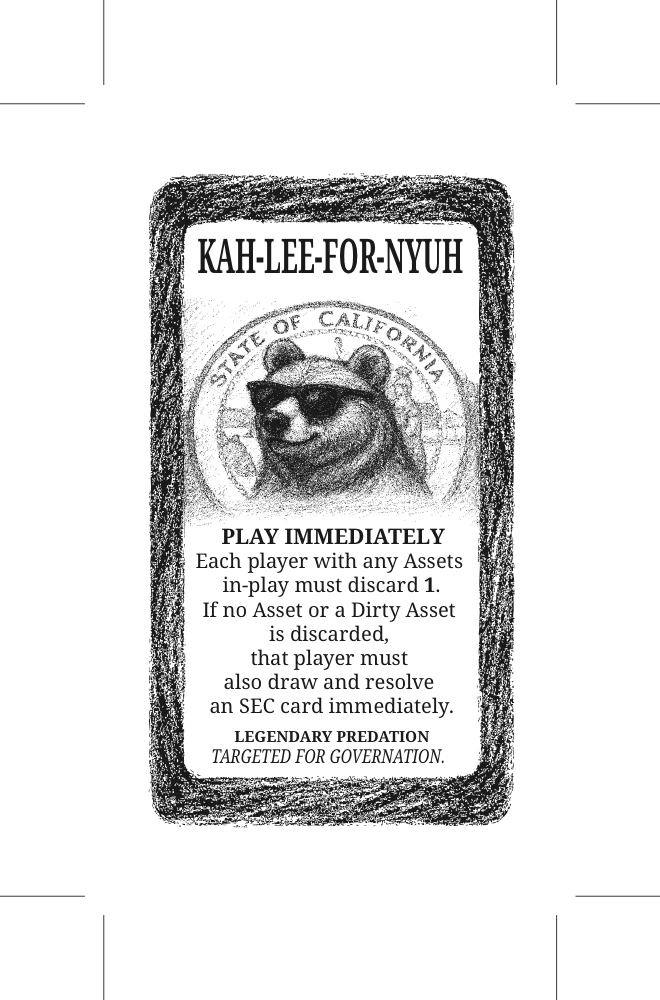 KAH-LEE-FOR-NYUH
STATE OF CALIFORNIA
PLAY IMMEDIATELY
Each player with any Assets
in-play must discard 1.
If no Asset or a Dirty Asset
is discarded,
that player must
also draw and resolve
an SEC card immediately.
LEGENDARY PREDATION
TARGETED FOR GOVERNATION.